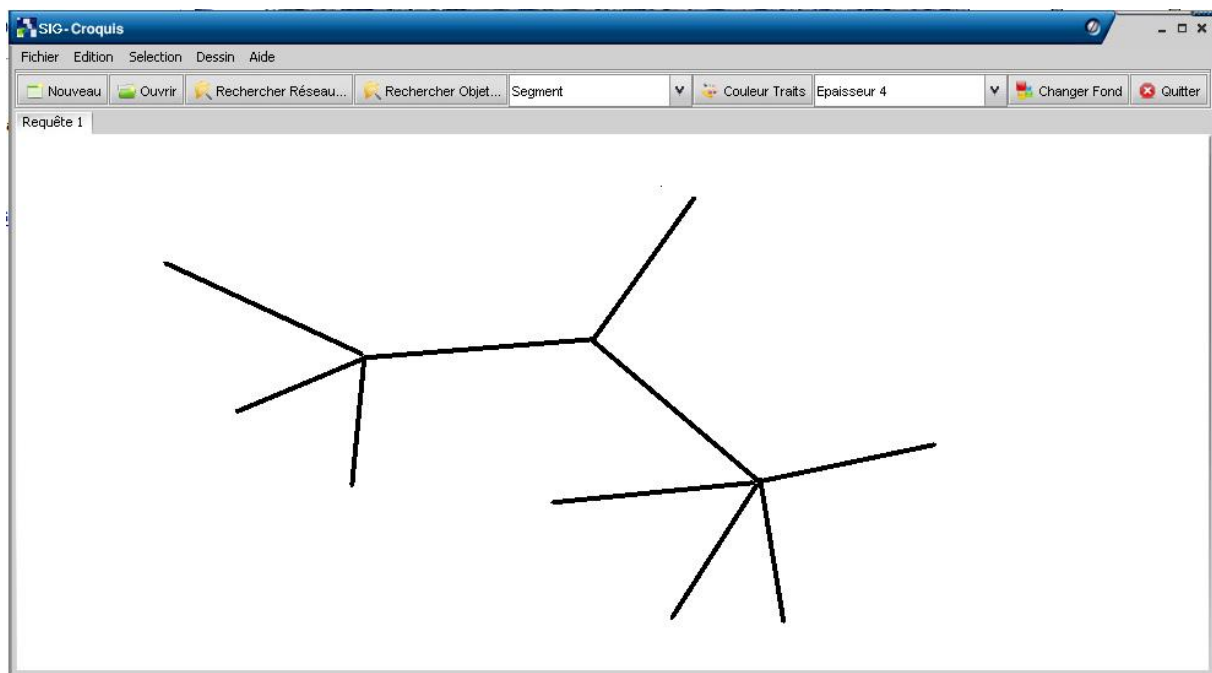 SIG-Croquis
Fichier Edition Selection Dessin Aide
Nouveau Ouvrir Rechercher Réseau... Rechercher Objet... Segment Couleur Traits Epaisseur 4 Changer Fond Quitter
Requête 1